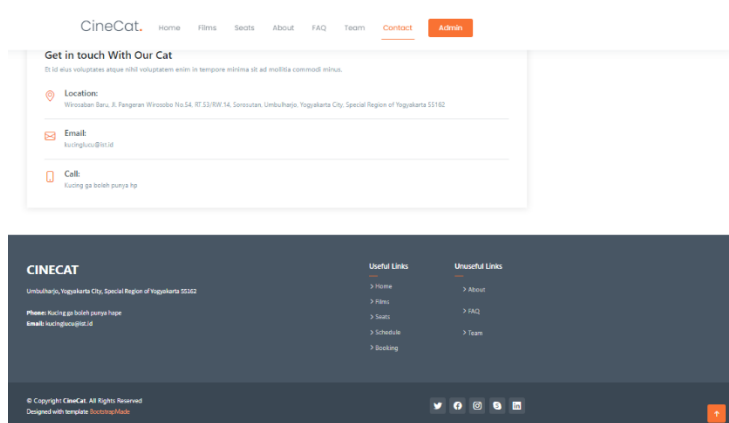 CineCat. Home Films Seats About FAQ Team Contact Admin
Get in touch With Our Cat
Et id eius voluptates atque nihil voluptatem enim in tempore minima sit ad mollitia commodi minus.
Location:
Wirosaban Baru, Jl. Pangeran Wirosobo No.54, RT.53/RW.14, Sorosutan, Umbulharjo, Yogyakarta City, Special Region of Yogyakarta 55162
Email:
kucinglucu@ist.id
Call:
Kucing ga boleh punya hp
CINECAT
Umbulharjo, Yogyakarta City, Special Region of Yogyakarta 55162
Phone: Kucing ga boleh punya hape
Email: kucinglucu@ist.id
Useful Links
Home
Films
Seats
Schedule
Booking
Unuseful Links
About
FAQ
Team
© Copyright CineCat. All Rights Reserved
Designed with template BootstrapMade